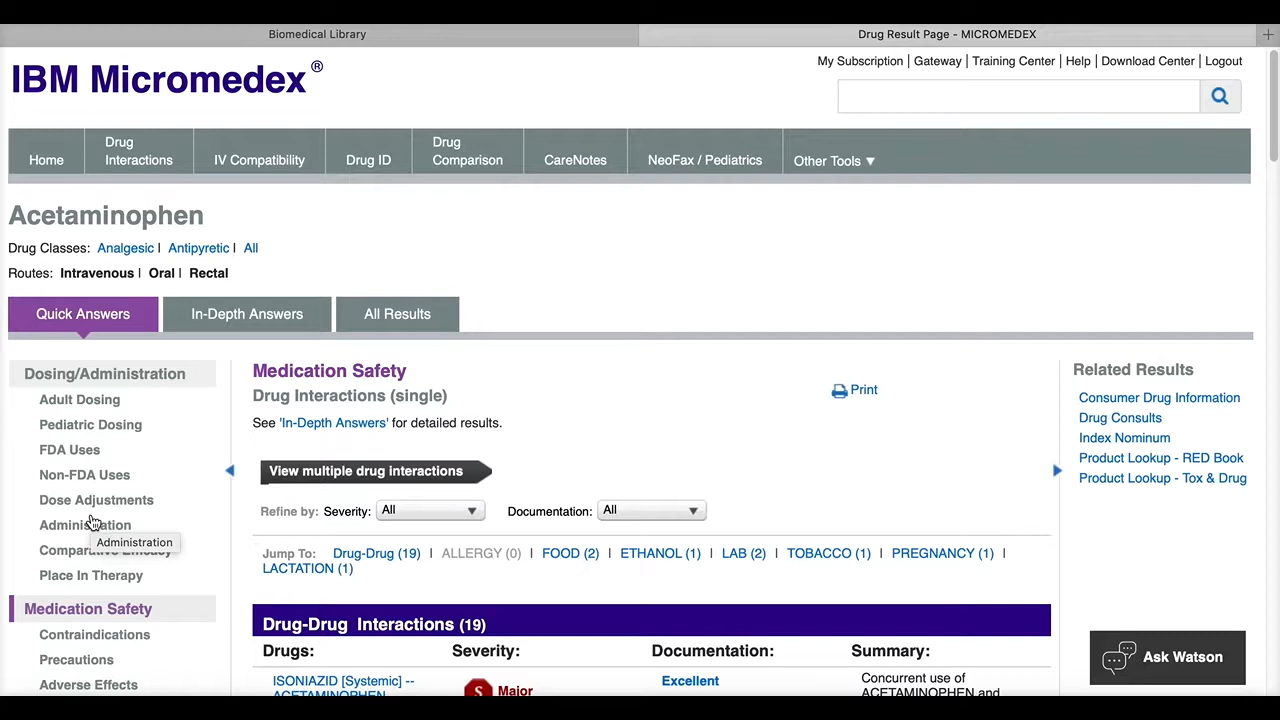 Biometical Library
Drug Result Page - MICROMEDEX
+
IBM Micromedex®
My Subscription | Gateway | Training Center | Help | Download Center | Logout
Home
Drug Interactions
IV Compatibility
Drug ID
Drug Comparison
CareNotes
NeoFax / Pediatrics
Other Tools ▼
Acetaminophen
Drug Classes: Analgesic | Antipyretic | All
Routes: Intravenous | Oral | Rectal
Quick Answers
In-Depth Answers
All Results
Dosing/Administration
Adult Dosing
Pediatric Dosing
FDA Uses
Non-FDA Uses
Dose Adjustments
Administration
Administration
Comparative Efficacy
Place In Therapy
Medication Safety
Contraindications
Precautions
Adverse Effects
Medication Safety
Drug Interactions (single)
Print
See 'In-Depth Answers' for detailed results.
View multiple drug interactions
Refine by: Severity: All Documentation: All
Jump To: Drug-Drug (19) | ALLERGY (0) | FOOD (2) | ETHANOL (1) | LAB (2) | TOBACCO (1) | PREGNANCY (1) |
LACTATION (1)
Drug-Drug Interactions (19)
Drugs: Severity: Documentation: Summary:
ISONIAZID [Systemic] --
ACETAMINOPHEN
S Major
Excellent
Concurrent use of
ACETAMINOPHEN and
Related Results
Consumer Drug Information
Drug Consults
Index Nominum
Product Lookup - RED Book
Product Lookup - Tox & Drug
Ask Watson